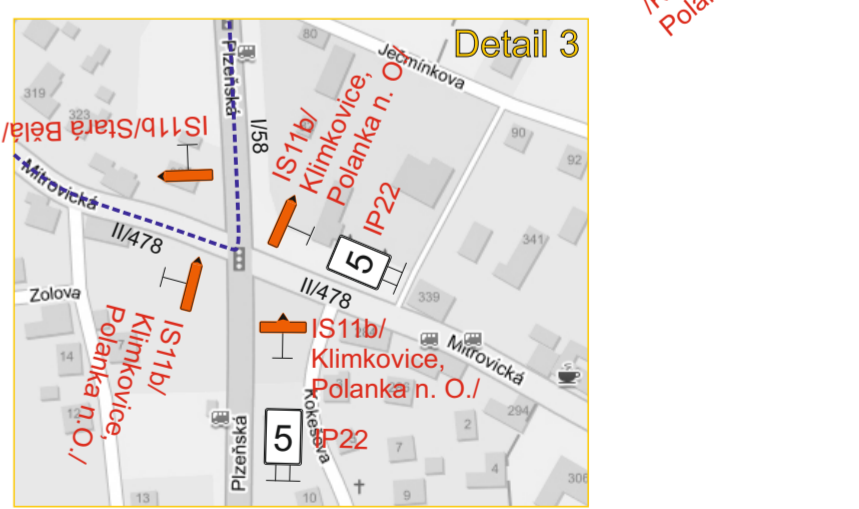 Detail 3
Plzeňská
80
Ječmínkova
319
323
IS11b/Stará Bělá/
I/58
IS11b/
Klimkovice,
Polanka n. O./
90
92
Mitrovická
IP22
II/478
5
341
Zolova
II/478
339
IS11b/
Klimkovice,
Polanka n.O./
IS11b/
Klimkovice,
Polanka n. O./
Mitrovická
14
12
Kokešova
294
2
Plzeňská
5
IP22
7
4
306
13
10
9